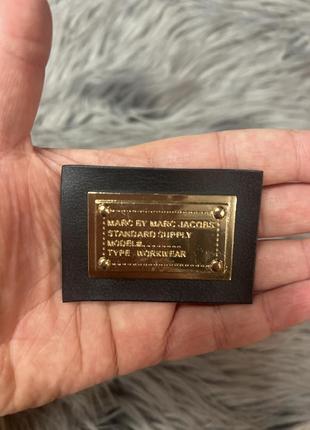 MARC BY MARC JACOBS
STANDARD SUPPLY
MODEL#..........
TYPE WORKWEAR